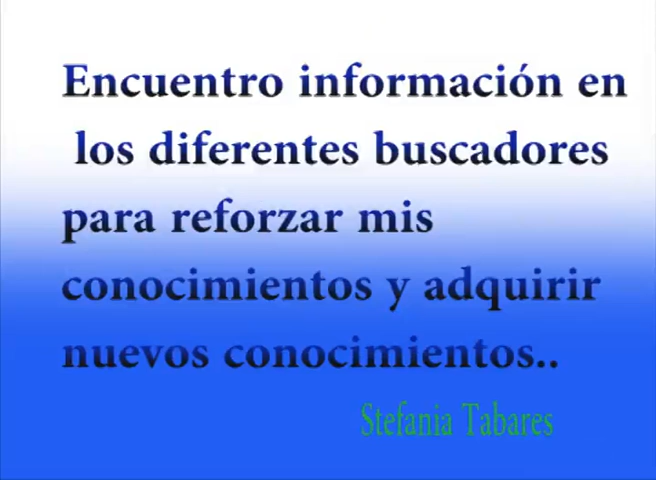 Encuentro información en
los diferentes buscadores
para reforzar mis
conocimientos y adquirir
nuevos conocimientos..
Stefania Tabares